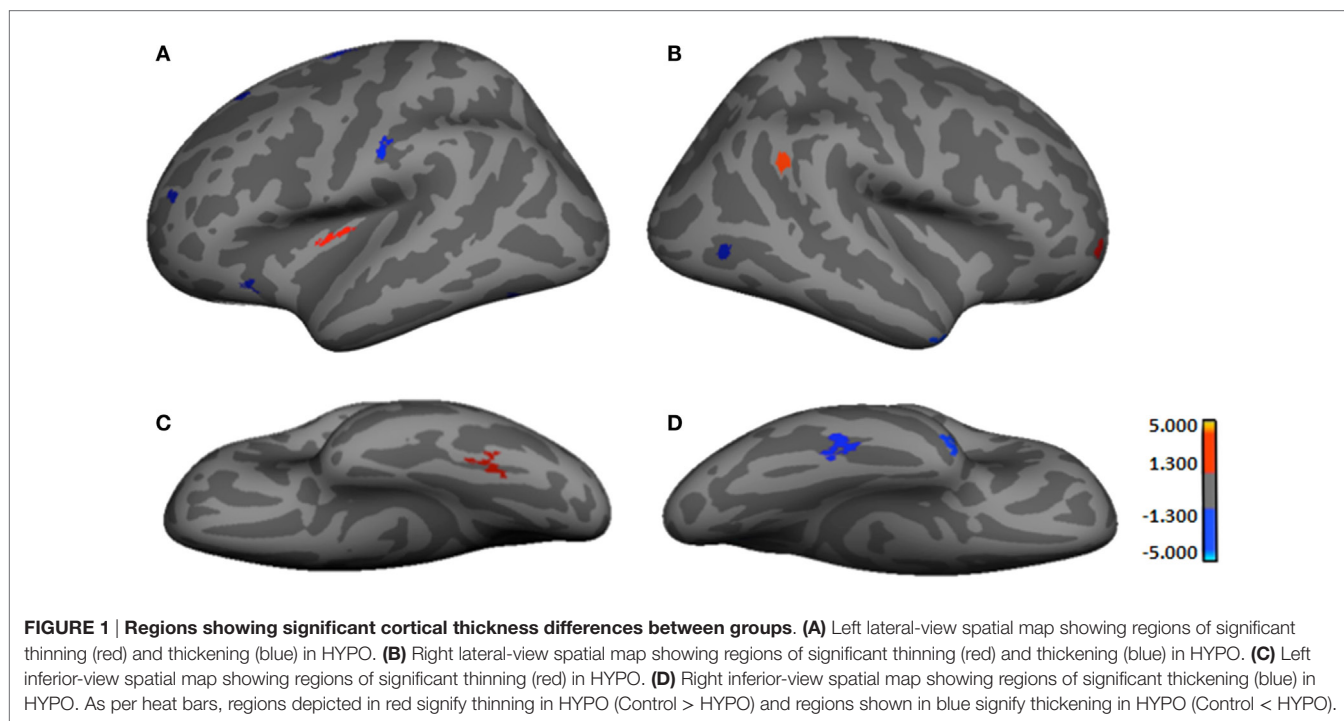 A
B
C
D
5.000
1.300
-1.300
-5.000
FIGURE 1 | Regions showing significant cortical thickness differences between groups. (A) Left lateral-view spatial map showing regions of significant
thinning (red) and thickening (blue) in HYPO. (B) Right lateral-view spatial map showing regions of significant thinning (red) and thickening (blue) in HYPO. (C) Left
inferior-view spatial map showing regions of significant thinning (red) in HYPO. (D) Right inferior-view spatial map showing regions of significant thickening (blue) in
HYPO. As per heat bars, regions depicted in red signify thinning in HYPO (Control > HYPO) and regions shown in blue signify thickening in HYPO (Control < HYPO).